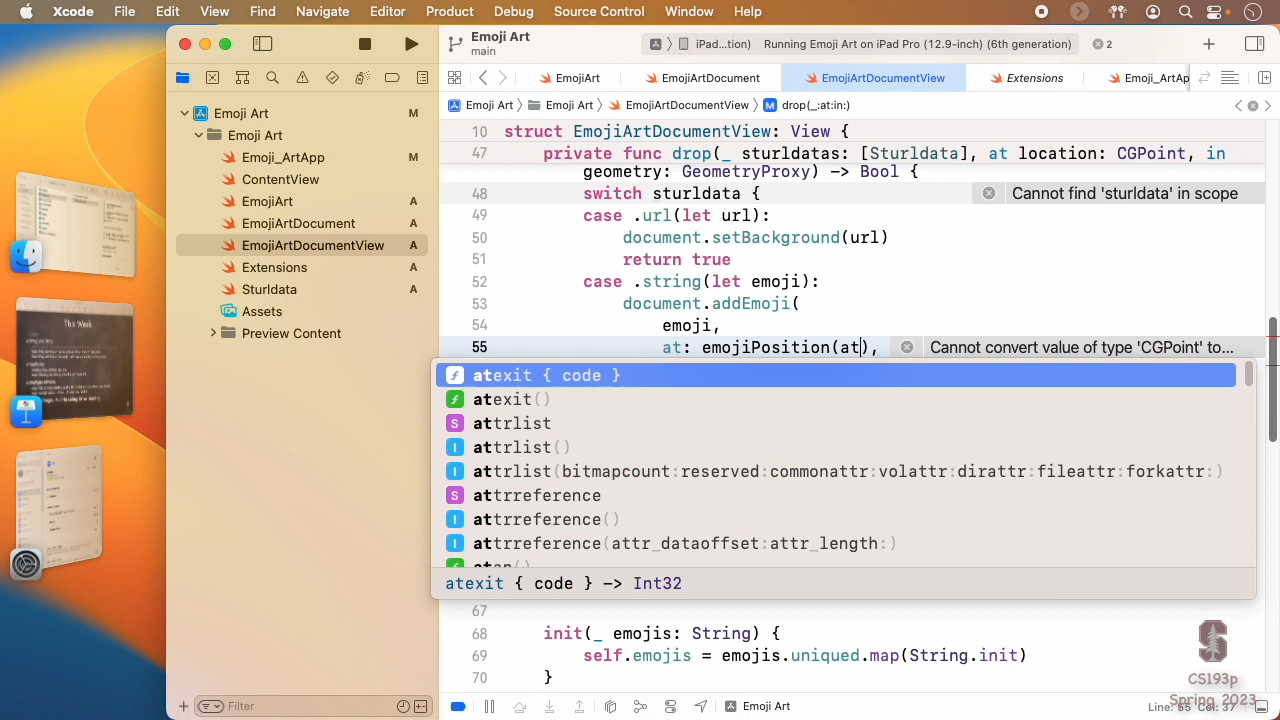 Xcode File Edit View Find Navigate Editor Product Debug Source Control Window Help
Emoji Art
main
iPad...tion) Running Emoji Art on iPad Pro (12.9-inch) (6th generation) 2
EmojiArt EmojiArtDocument EmojiArtDocumentView Extensions Emoji_ArtAp
Emoji Art Emoji Art EmojiArtDocumentView M drop(_:at:in:)
Emoji Art M
Emoji Art
Emoji_ArtApp M
ContentView
EmojiArt A
EmojiArtDocument A
EmojiArtDocumentView A
Extensions A
Sturldata A
Assets
Preview Content
Filter
This Week
10 struct EmojiArtDocumentView: View {
47 private func drop(_ sturldatas: [Sturldata], at location: CGPoint, in
geometry: GeometryProxy) -> Bool {
48 switch sturldata { Cannot find 'sturldata' in scope
49 case .url(let url):
50 document.setBackground(url)
51 return true
52 case .string(let emoji):
53 document.addEmoji(
54 emoji,
55 at: emojiPosition(at), Cannot convert value of type 'CGPoint' to...
f atexit { code }
f atexit()
S attrlist
I attrlist()
I attrlist(bitmapcount:reserved:commonattr:volattr:dirattr:fileattr:forkattr:)
S attrreference
I attrreference()
I attrreference(attr_dataoffset:attr_length:)
f atan()
atexit { code } -> Int32
67
68 init(_ emojis: String) {
69 self.emojis = emojis.uniqued.map(String.init)
70 }
CS193p
Spring 2023
Emoji Art
Line: 55 Col: 37